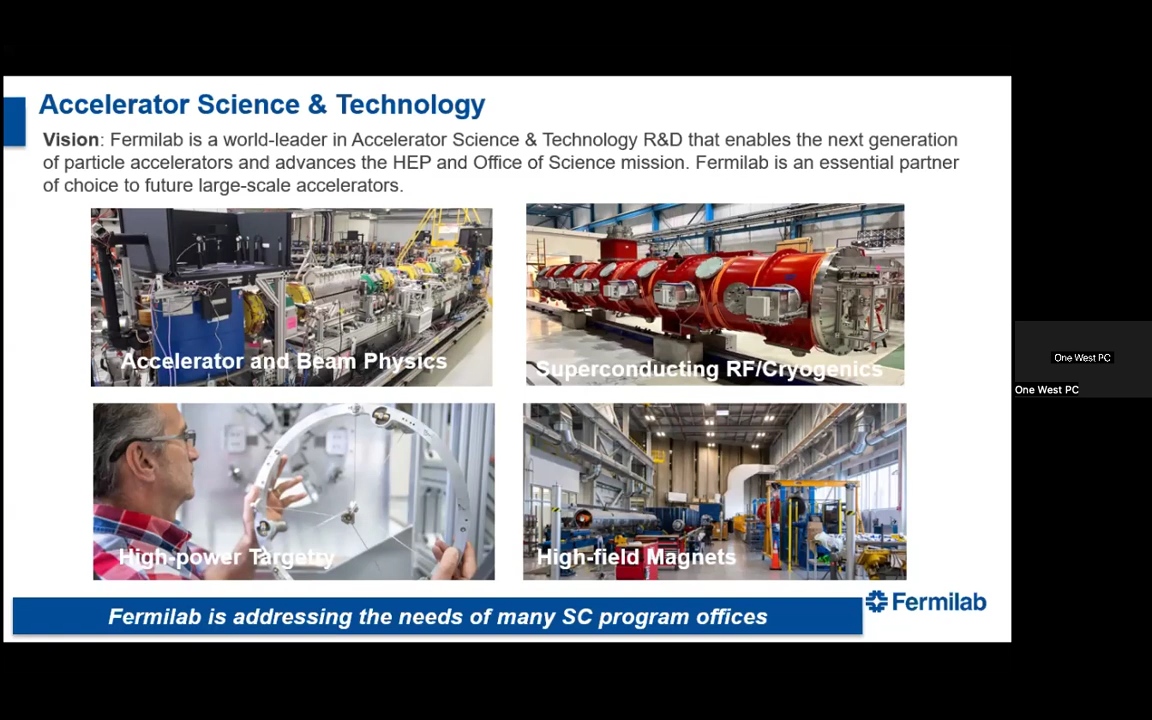 Accelerator Science & Technology
Vision: Fermilab is a world-leader in Accelerator Science & Technology R&D that enables the next generation
of particle accelerators and advances the HEP and Office of Science mission. Fermilab is an essential partner
of choice to future large-scale accelerators.
Accelerator and Beam Physics
Superconducting RF/Cryogenics
High-power Targetry
High-field Magnets
Fermilab is addressing the needs of many SC program offices
Fermilab
One West PC
One West PC